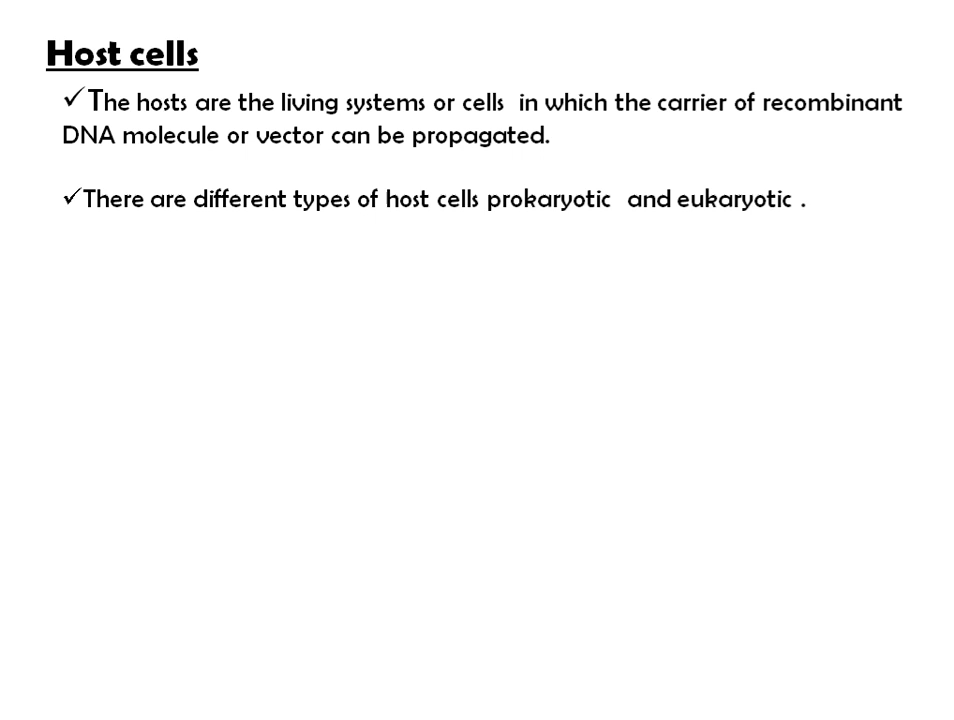 Host cells
✓The hosts are the living systems or cells  in which the carrier of recombinant
DNA molecule or vector can be propagated.
✓There are different types of host cells prokaryotic  and eukaryotic .